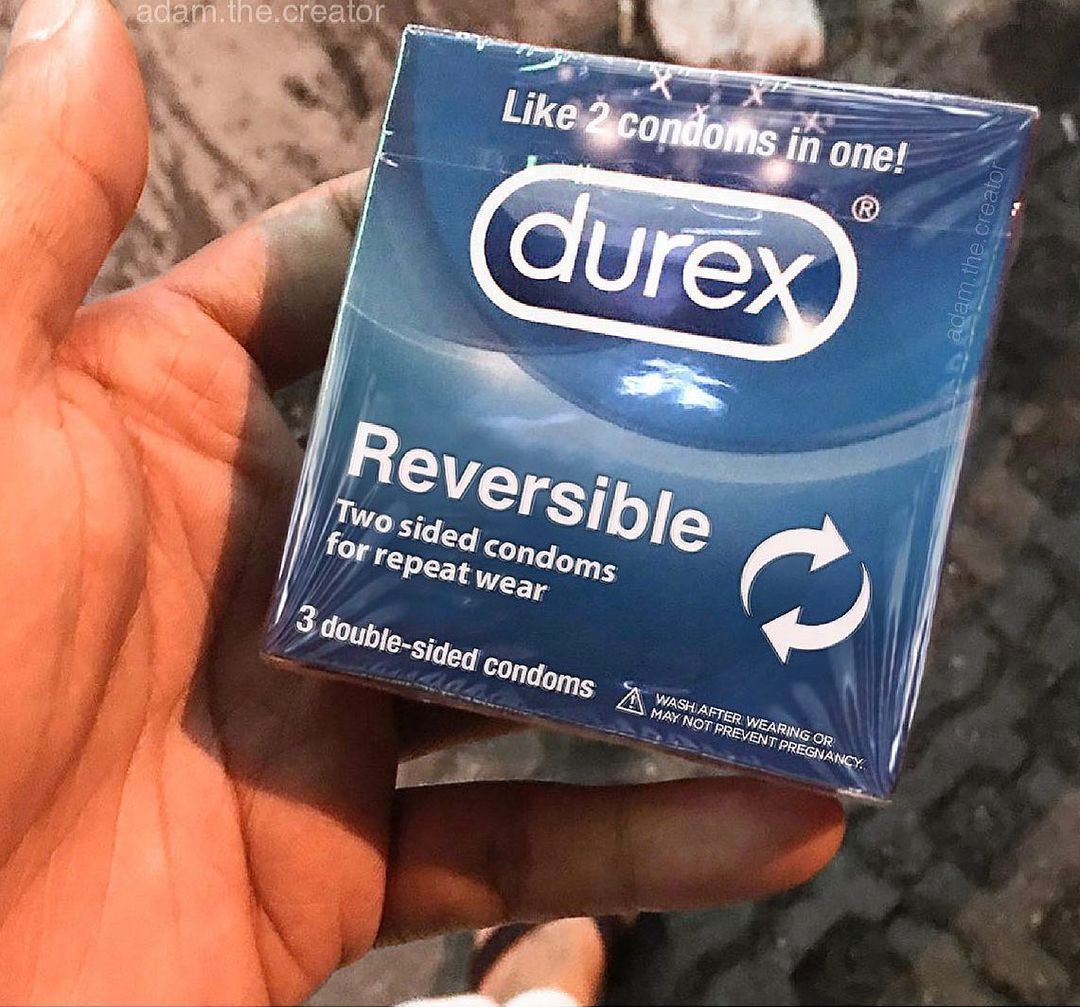 adam.the.creator
Like 2 condoms in one!
durex®
adam.the.creator
Reversible
Two sided condoms
for repeat wear
3 double-sided condoms
WASH AFTER WEARING OR
MAY NOT PREVENT PREGNANCY.